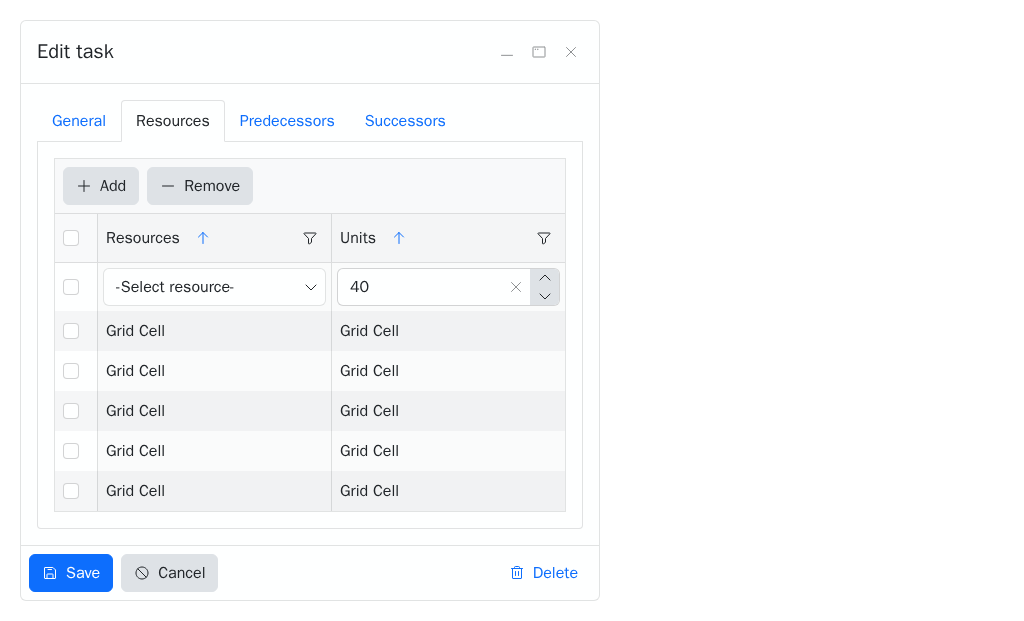 Edit task
General Resources Predecessors Successors
Add Remove
Resources Units
-Select resource- 40
Grid Cell Grid Cell
Grid Cell Grid Cell
Grid Cell Grid Cell
Grid Cell Grid Cell
Grid Cell Grid Cell
Save Cancel Delete